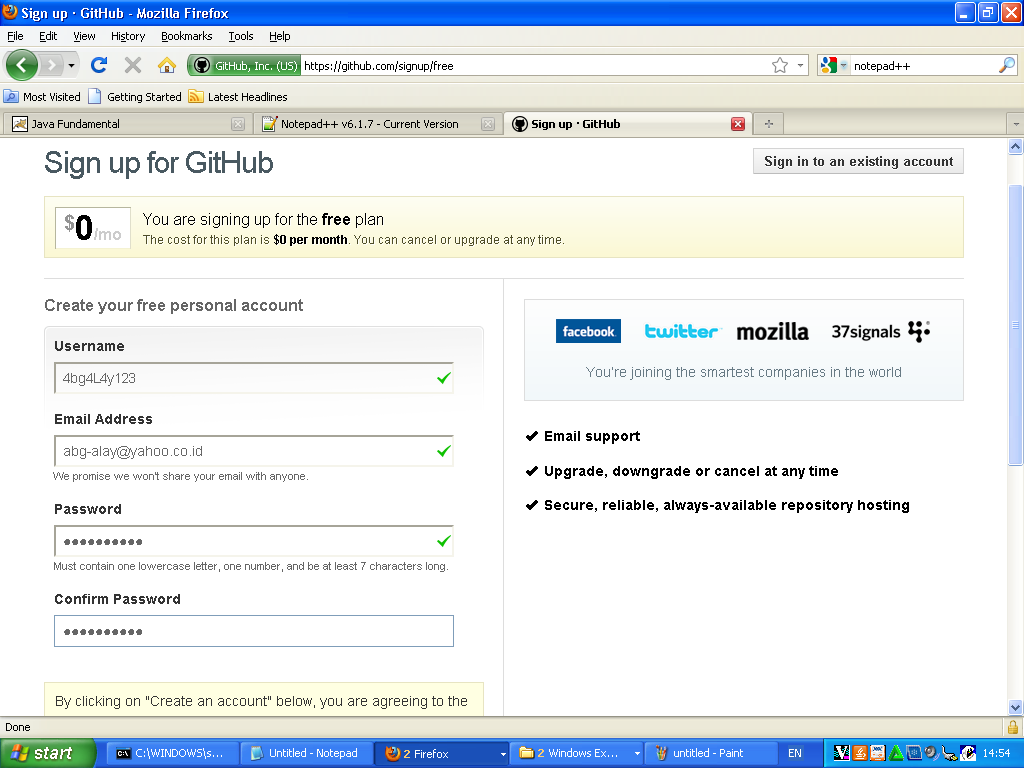 Sign up · GitHub - Mozilla Firefox
File Edit View History Bookmarks Tools Help
GitHub, Inc. (US) https://github.com/signup/free
notepad++
Most Visited Getting Started Latest Headlines
Java Fundamental
Notepad++ v6.1.7 - Current Version
Sign up · GitHub
Sign up for GitHub
Sign in to an existing account
$0/mo
You are signing up for the free plan
The cost for this plan is $0 per month. You can cancel or upgrade at any time.
Create your free personal account
Username
4bg4L4y123
Email Address
abg-alay@yahoo.co.id
We promise we won't share your email with anyone.
Password
••••••••••
Must contain one lowercase letter, one number, and be at least 7 characters long.
Confirm Password
••••••••••
By clicking on "Create an account" below, you are agreeing to the
facebook twitter mozilla 37signals
You're joining the smartest companies in the world
Email support
Upgrade, downgrade or cancel at any time
Secure, reliable, always-available repository hosting
Done
start
C:\WINDOWS\s...
Untitled - Notepad
2 Firefox
2 Windows Ex...
untitled - Paint
EN
14:54